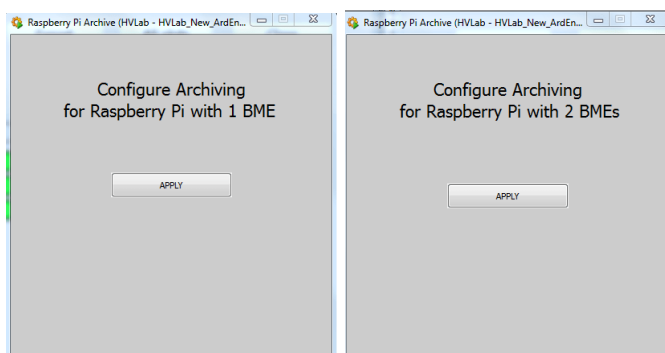 Raspberry Pi Archive (HVLab - HVLab_New_ArdEn...
Configure Archiving
for Raspberry Pi with 1 BME
APPLY
Raspberry Pi Archive (HVLab - HVLab_New_ArdEn...
Configure Archiving
for Raspberry Pi with 2 BMEs
APPLY